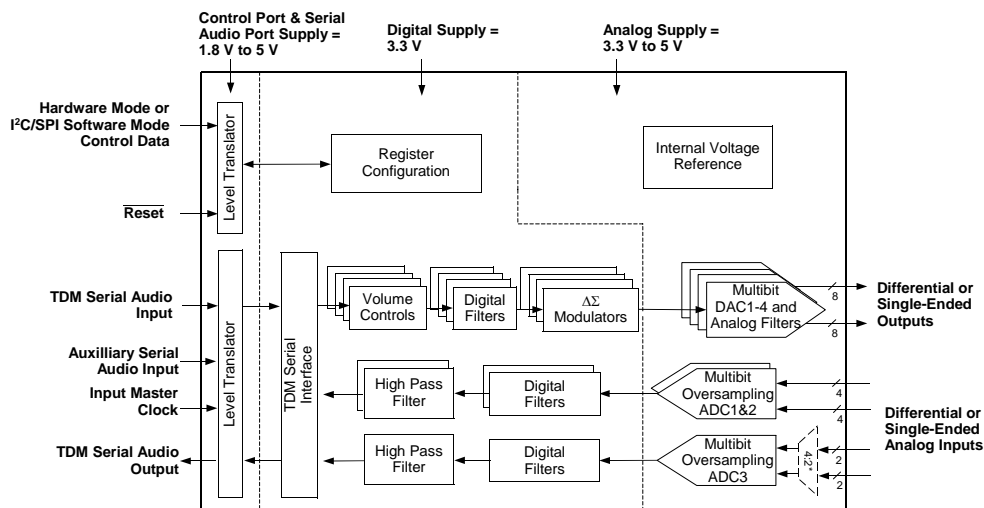 Control Port & Serial
Audio Port Supply =
1.8 V to 5 V
Digital Supply =
3.3 V
Analog Supply =
3.3 V to 5 V
Hardware Mode or
I²C/SPI Software Mode
Control Data
Reset
Level Translator
Register
Configuration
Internal Voltage
Reference
TDM Serial Audio
Input
Auxilliary Serial
Audio Input
Input Master
Clock
TDM Serial Audio
Output
Level Translator
TDM Serial
Interface
Volume
Controls
Digital
Filters
ΔΣ
Modulators
Multibit
DAC1-4 and
Analog Filters
8
8
Differential or
Single-Ended
Outputs
High Pass
Filter
Digital
Filters
Multibit
Oversampling
ADC1&2
4
4
Differential or
Single-Ended
Analog Inputs
High Pass
Filter
Digital
Filters
Multibit
Oversampling
ADC3
4:2*
2
2